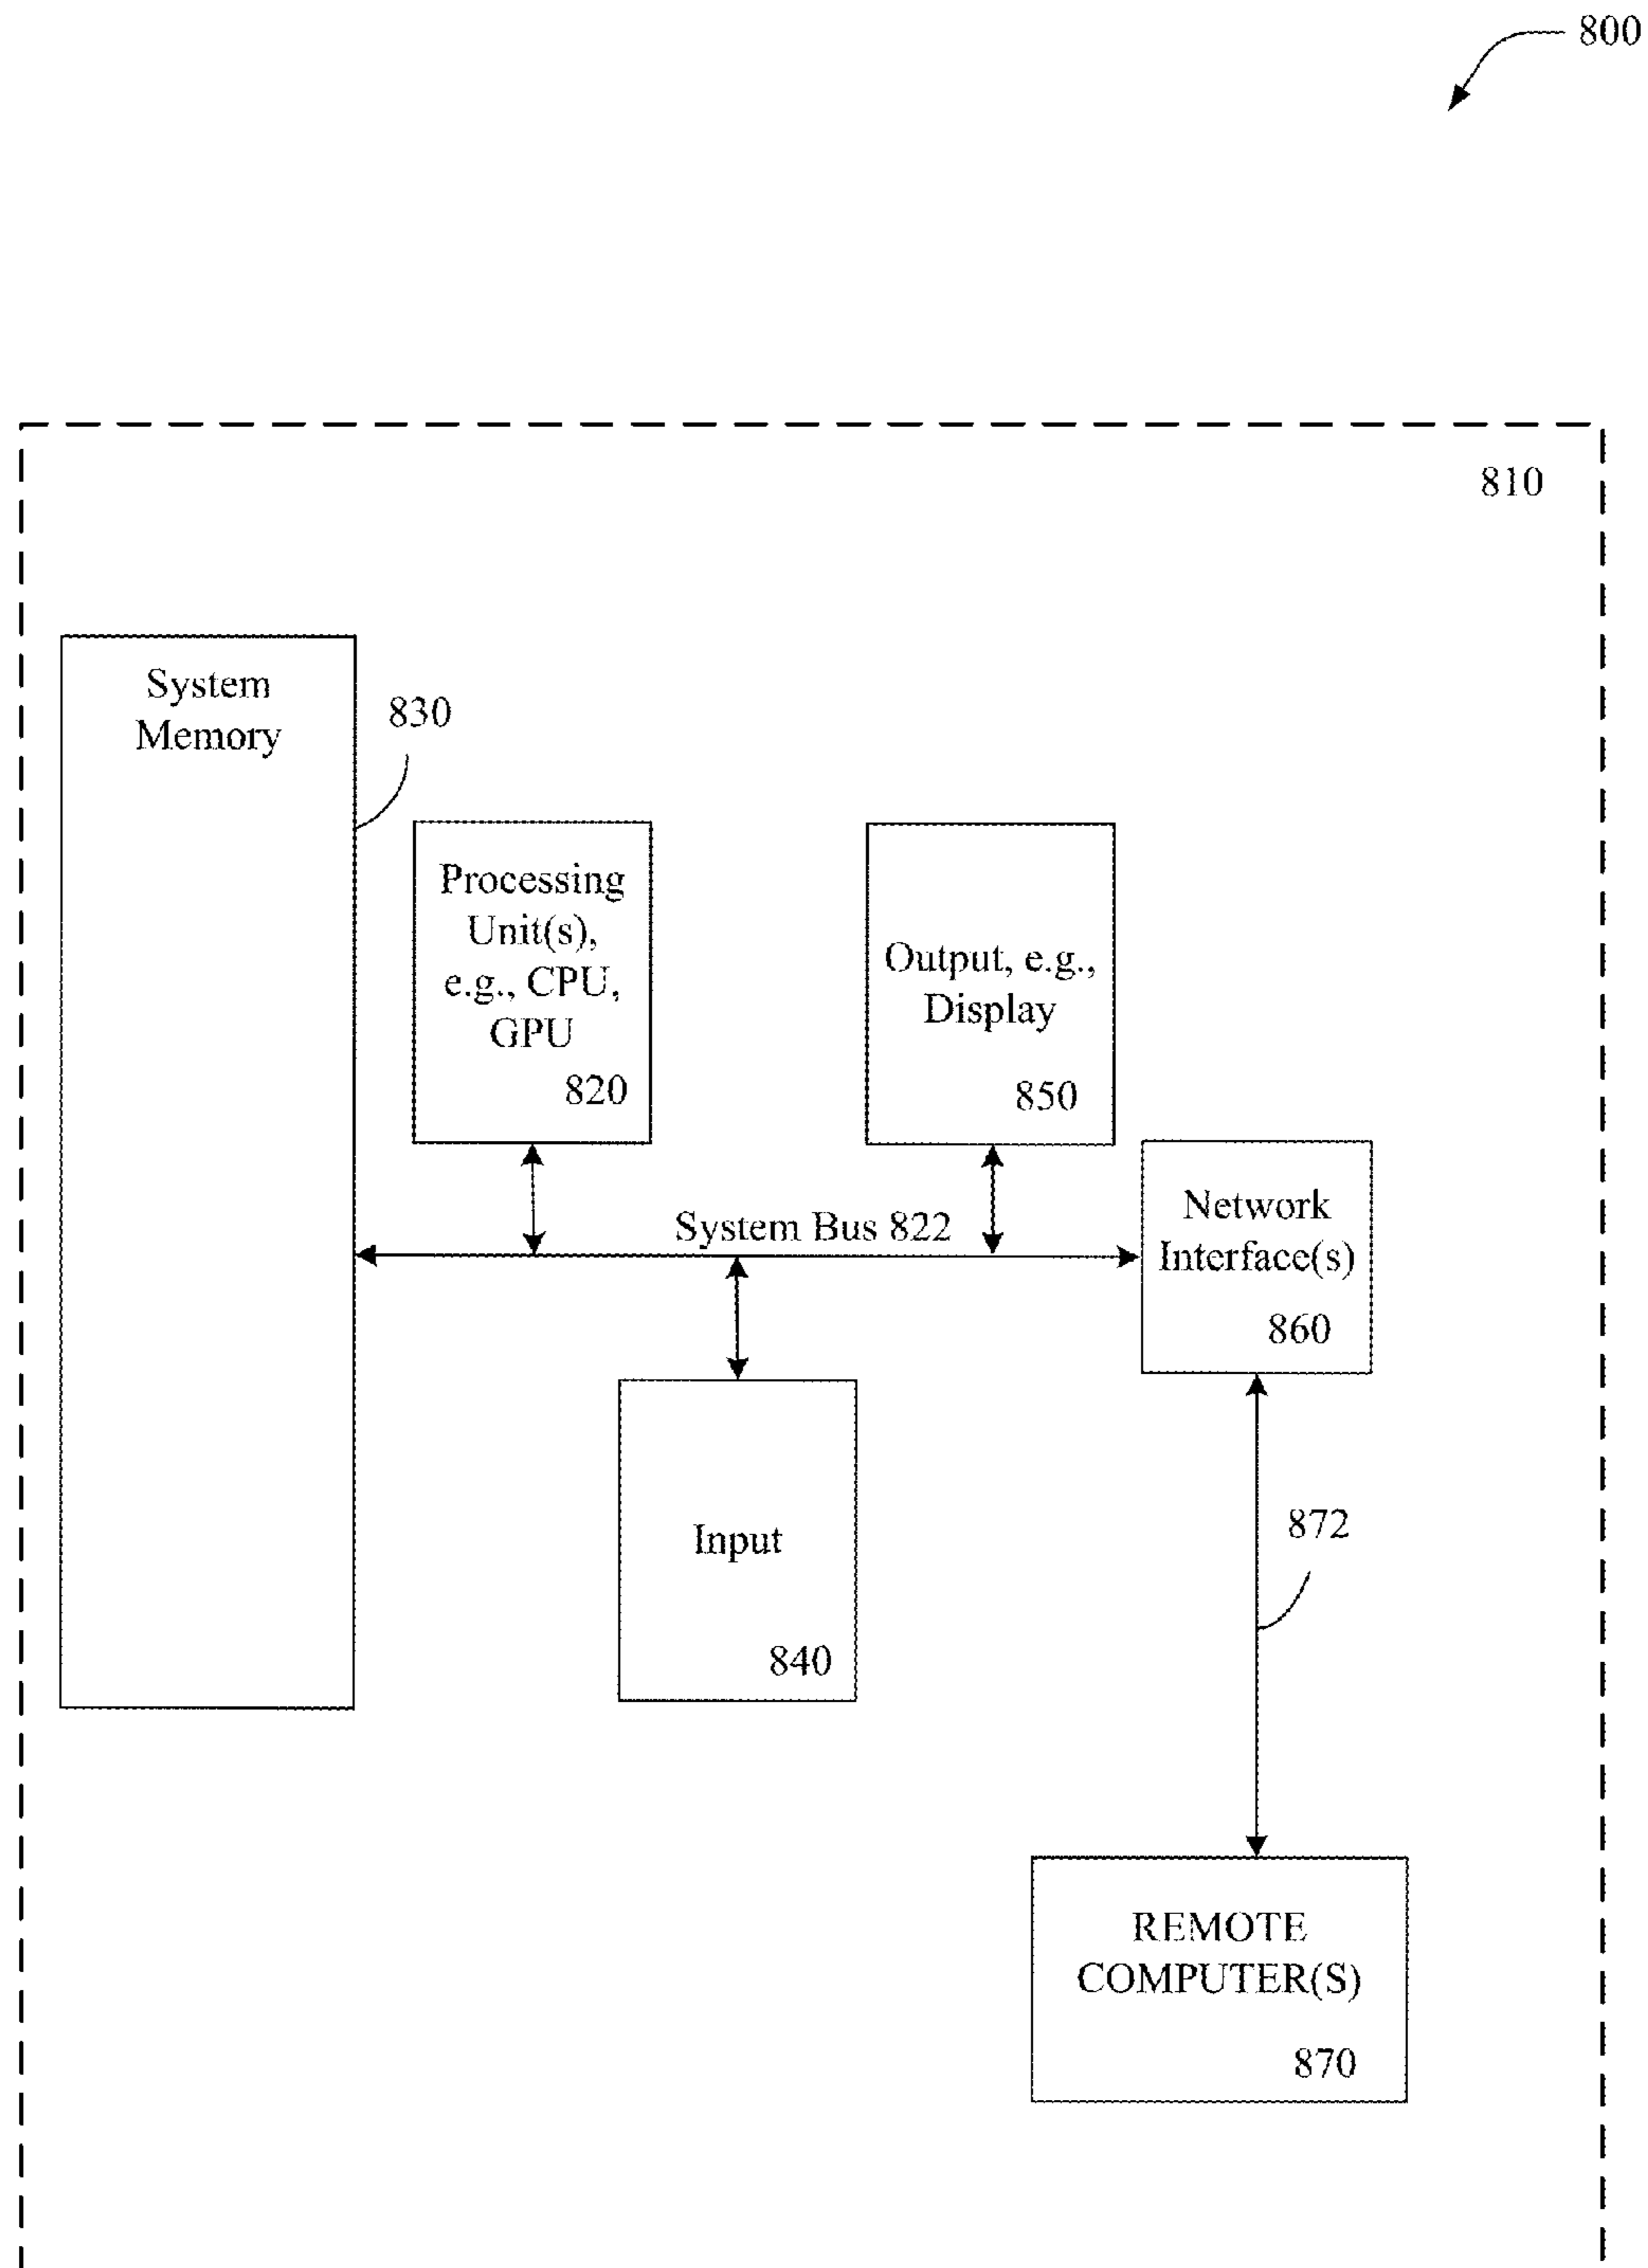 800
810
System
Memory
830
Processing
Unit(s),
e.g., CPU,
GPU
820
Output, e.g.,
Display
850
System Bus 822
Network
Interface(s)
860
Input
840
872
REMOTE
COMPUTER(S)
870